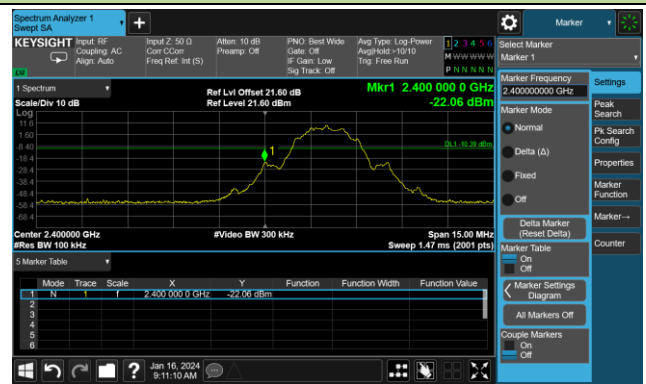 Spectrum Analyzer 1
Swept SA
Marker
KEYSIGHT
Input: RF
Coupling: AC
Align: Auto
Input Z: 50 Ω
Corr CCorr
Freq Ref: Int (S)
Atten: 10 dB
Preamp: Off
PNO: Best Wide
Gate: Off
IF Gain: Low
Sig Track: Off
Avg Type: Log-Power
Avg|Hold:>10/10
Trig: Free Run
1 2 3 4 5 6
M W W W W W
P N N N N N
LU
Select Marker
Marker 1
1 Spectrum
Scale/Div 10 dB
Log
Ref Lvl Offset 21.60 dB
Ref Level 21.60 dBm
Mkr1 2.400 000 0 GHz
-22.06 dBm
11.6
1.60
-8.40
-18.4
-28.4
-38.4
-48.4
-58.4
-68.4
DL1 -10.39 dBm
1
Center 2.400000 GHz
#Res BW 100 kHz
#Video BW 300 kHz
Span 15.00 MHz
Sweep 1.47 ms (2001 pts)
5 Marker Table
Mode Trace Scale X Y Function Function Width Function Value
1 N 1 f 2.400 000 0 GHz -22.06 dBm
2
3
4
5
6
Marker Frequency
2.400000000 GHz
Marker Mode
Normal
Delta (Δ)
Fixed
Off
Delta Marker
(Reset Delta)
Marker Table
On
Off
Marker Settings
Diagram
All Markers Off
Couple Markers
On
Off
Settings
Peak
Search
Pk Search
Config
Properties
Marker
Function
Marker→
Counter
?
Jan 16, 2024
9:11:10 AM